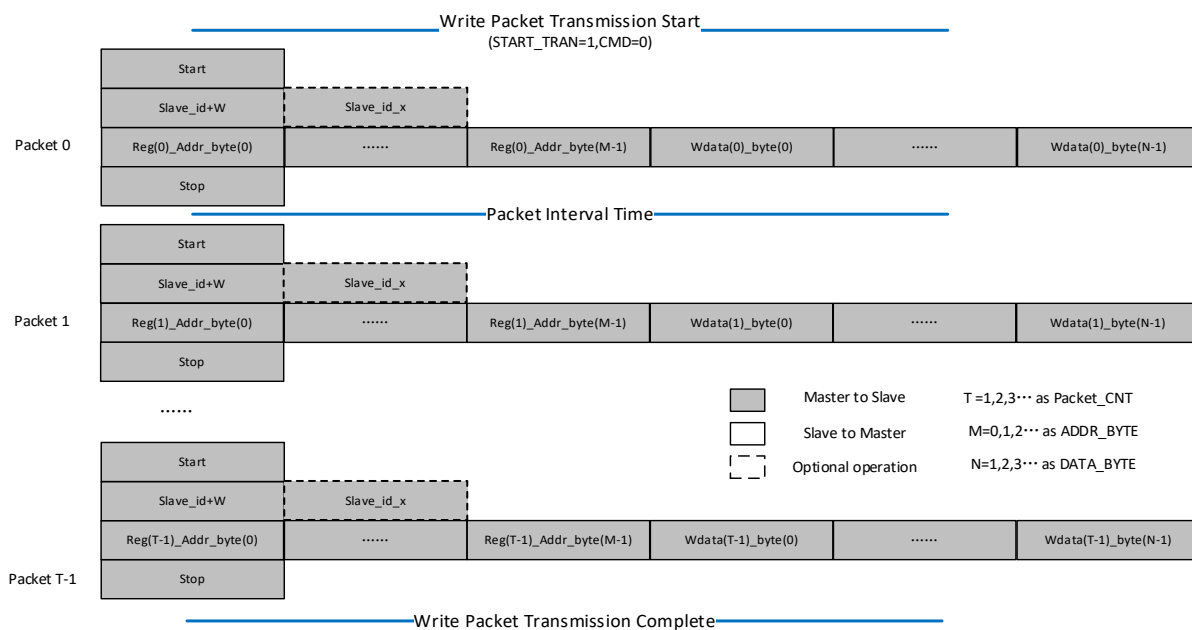 Write Packet Transmission Start
(START_TRAN=1,CMD=0)
Start
Slave_id+W Slave_id_x
Packet 0
Reg(0)_Addr_byte(0) ······ Reg(0)_Addr_byte(M-1) Wdata(0)_byte(0) ······ Wdata(0)_byte(N-1)
Stop
Packet Interval Time
Start
Slave_id+W Slave_id_x
Packet 1
Reg(1)_Addr_byte(0) ······ Reg(1)_Addr_byte(M-1) Wdata(1)_byte(0) ······ Wdata(1)_byte(N-1)
Stop
······
Master to Slave T =1,2,3··· as Packet_CNT
Slave to Master M=0,1,2··· as ADDR_BYTE
Optional operation N=1,2,3··· as DATA_BYTE
Start
Slave_id+W Slave_id_x
Reg(T-1)_Addr_byte(0) ······ Reg(T-1)_Addr_byte(M-1) Wdata(T-1)_byte(0) ······ Wdata(T-1)_byte(N-1)
Packet T-1
Stop
Write Packet Transmission Complete